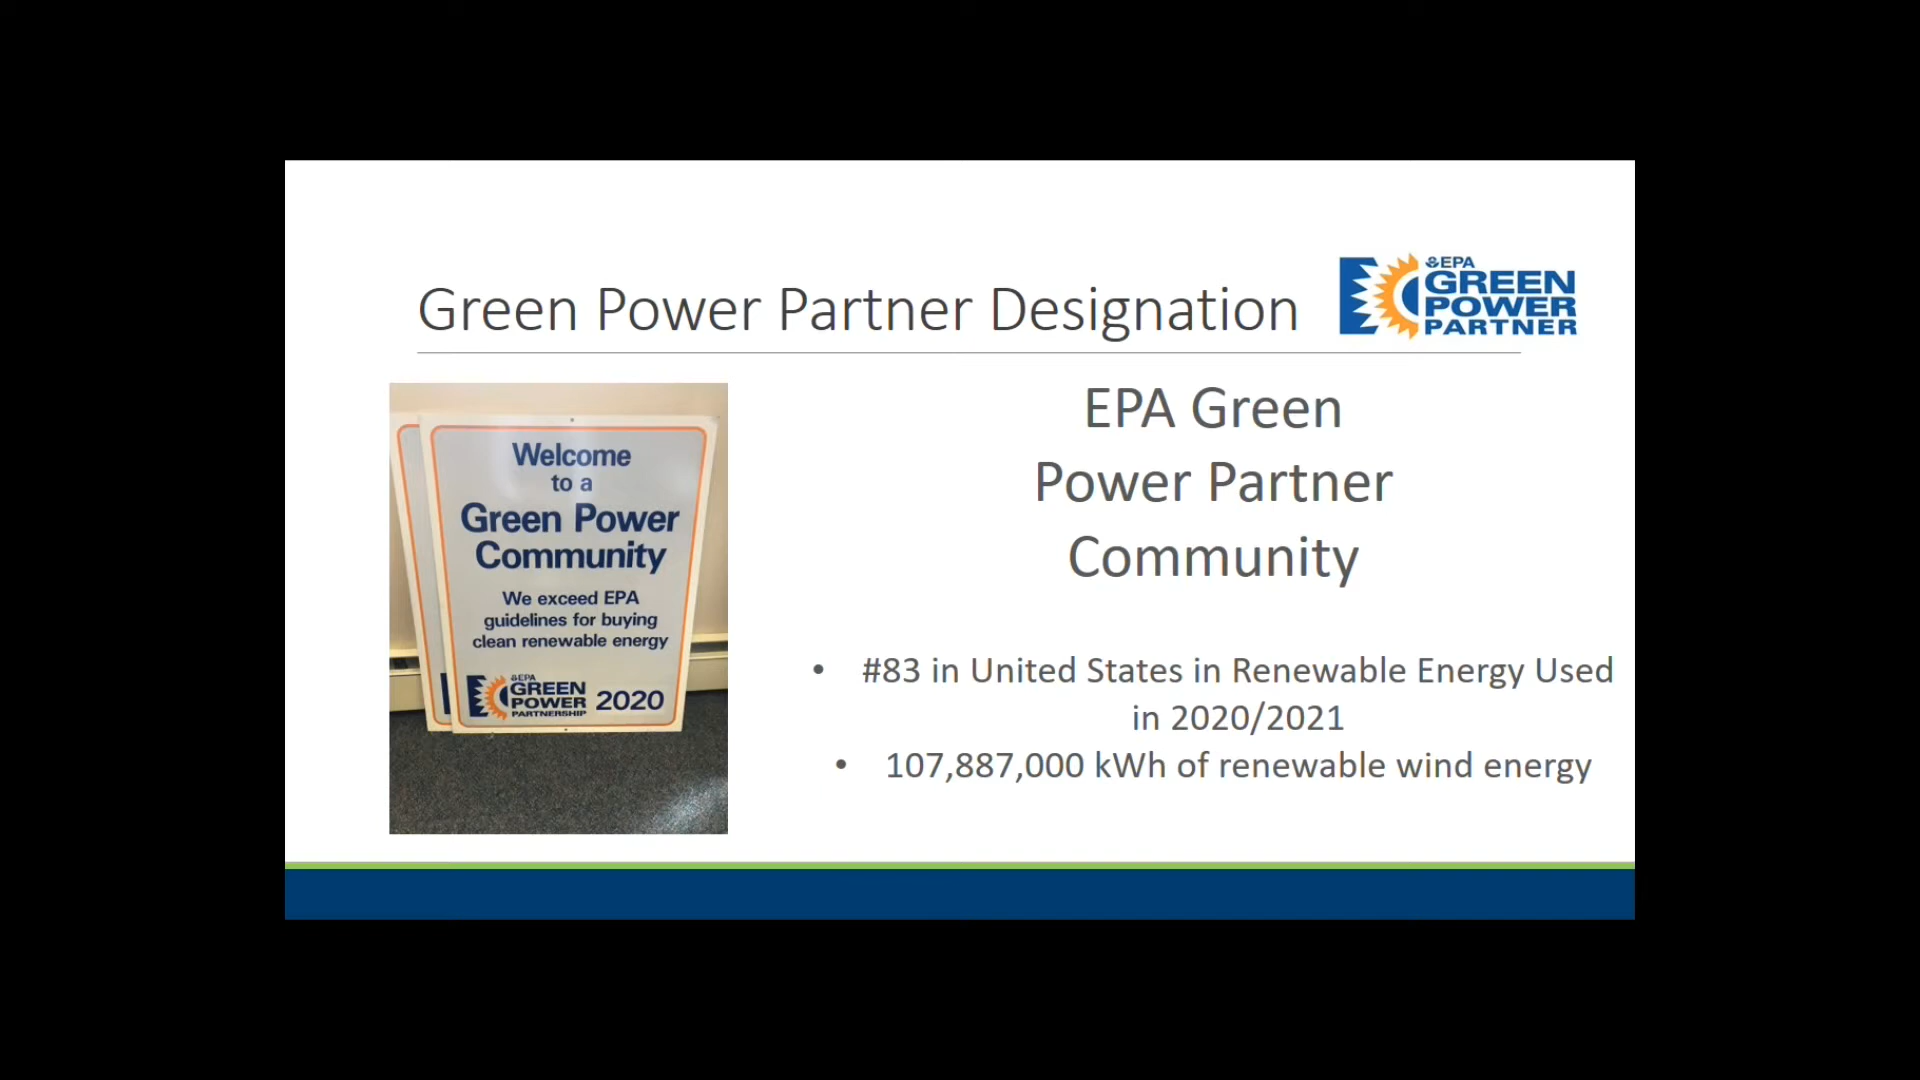 Green Power Partner Designation
EPA
GREEN
POWER
PARTNER
Welcome
to a
Green Power
Community
We exceed EPA
guidelines for buying
clean renewable energy
EPA
GREEN
POWER
PARTNERSHIP
2020
EPA Green
Power Partner
Community
• #83 in United States in Renewable Energy Used
in 2020/2021
• 107,887,000 kWh of renewable wind energy